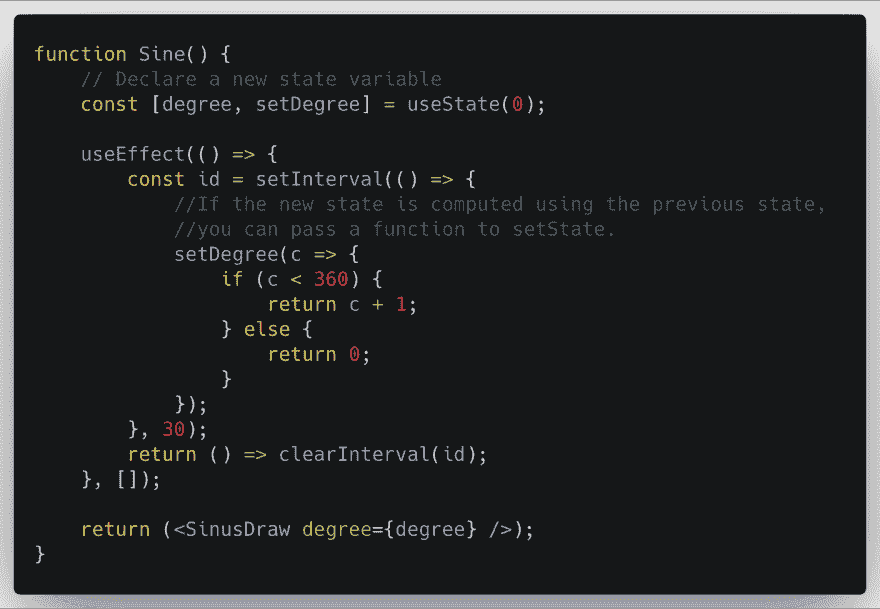 function Sine() {
    // Declare a new state variable
    const [degree, setDegree] = useState(0);

    useEffect(() => {
        const id = setInterval(() => {
            //If the new state is computed using the previous state,
            //you can pass a function to setState.
            setDegree(c => {
                if (c < 360) {
                    return c + 1;
                } else {
                    return 0;
                }
            });
        }, 30);
        return () => clearInterval(id);
    }, []);

    return (<SinusDraw degree={degree} />);
}